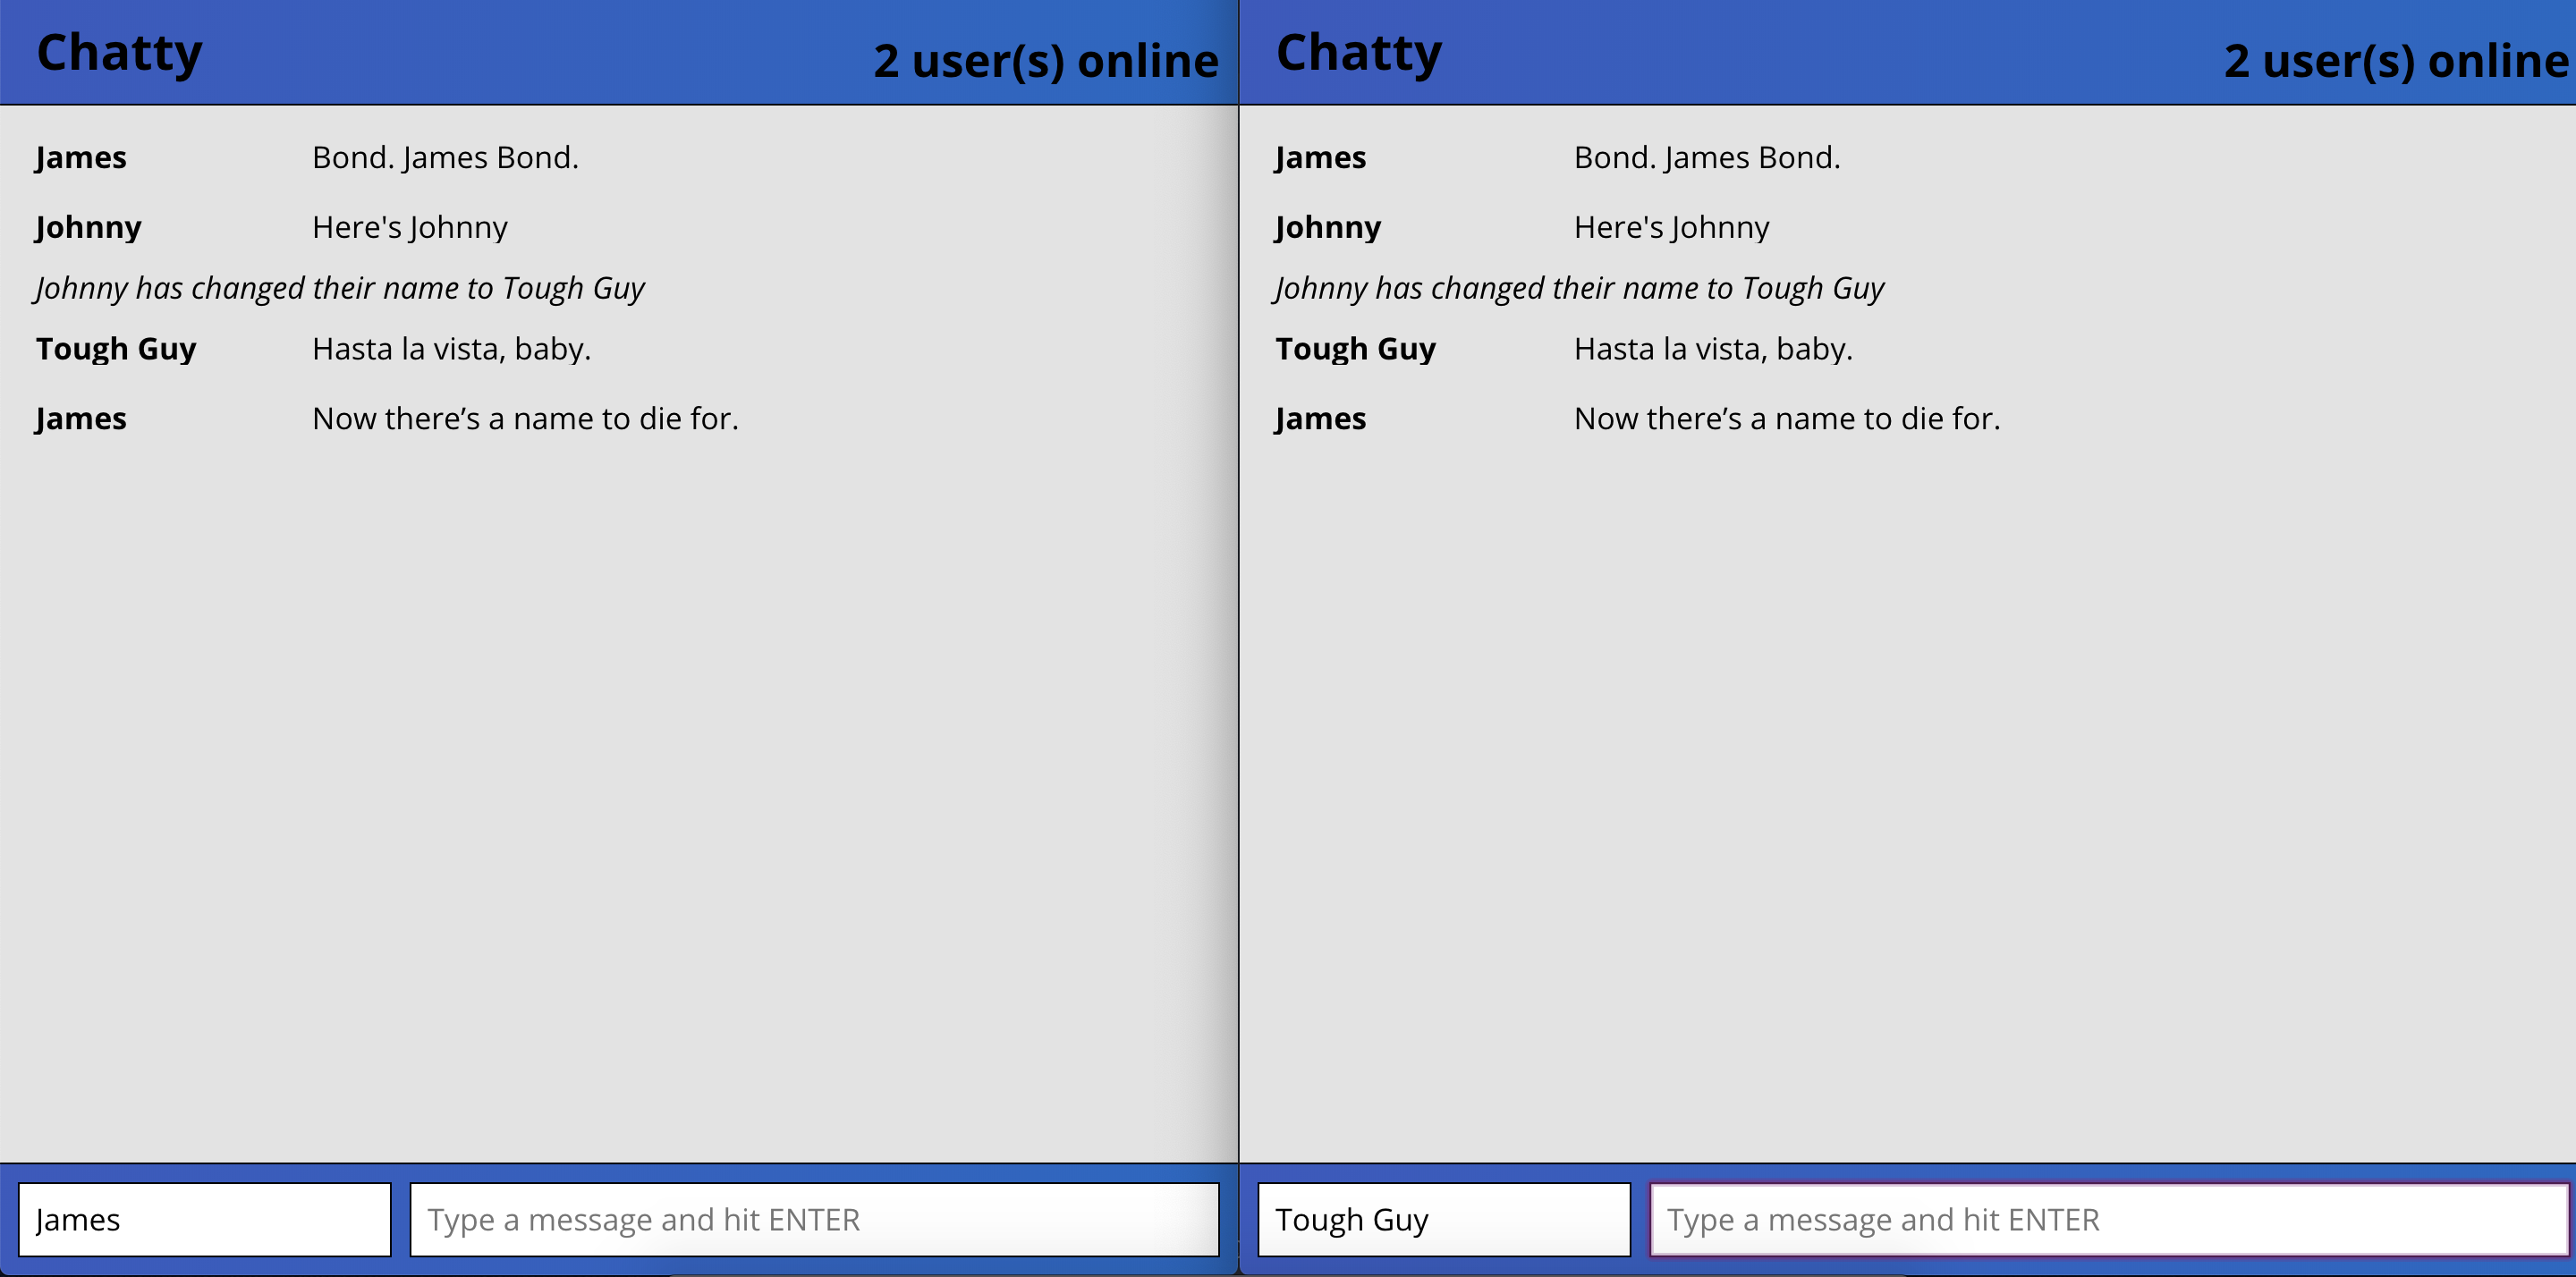 Chatty 2 user(s) online
James Bond. James Bond.
Johnny Here's Johnny
Johnny has changed their name to Tough Guy
Tough Guy Hasta la vista, baby.
James Now there’s a name to die for.
James Type a message and hit ENTER
Chatty 2 user(s) online
James Bond. James Bond.
Johnny Here's Johnny
Johnny has changed their name to Tough Guy
Tough Guy Hasta la vista, baby.
James Now there’s a name to die for.
Tough Guy Type a message and hit ENTER